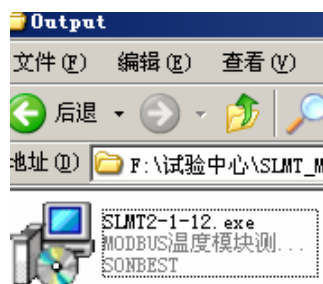 Output
文件(F) 编辑(E) 查看(V)
后退
地址(D) F:\试验中心\SLMT_M
SLMT2-1-12.exe
MODBUS温度模块测...
SONBEST